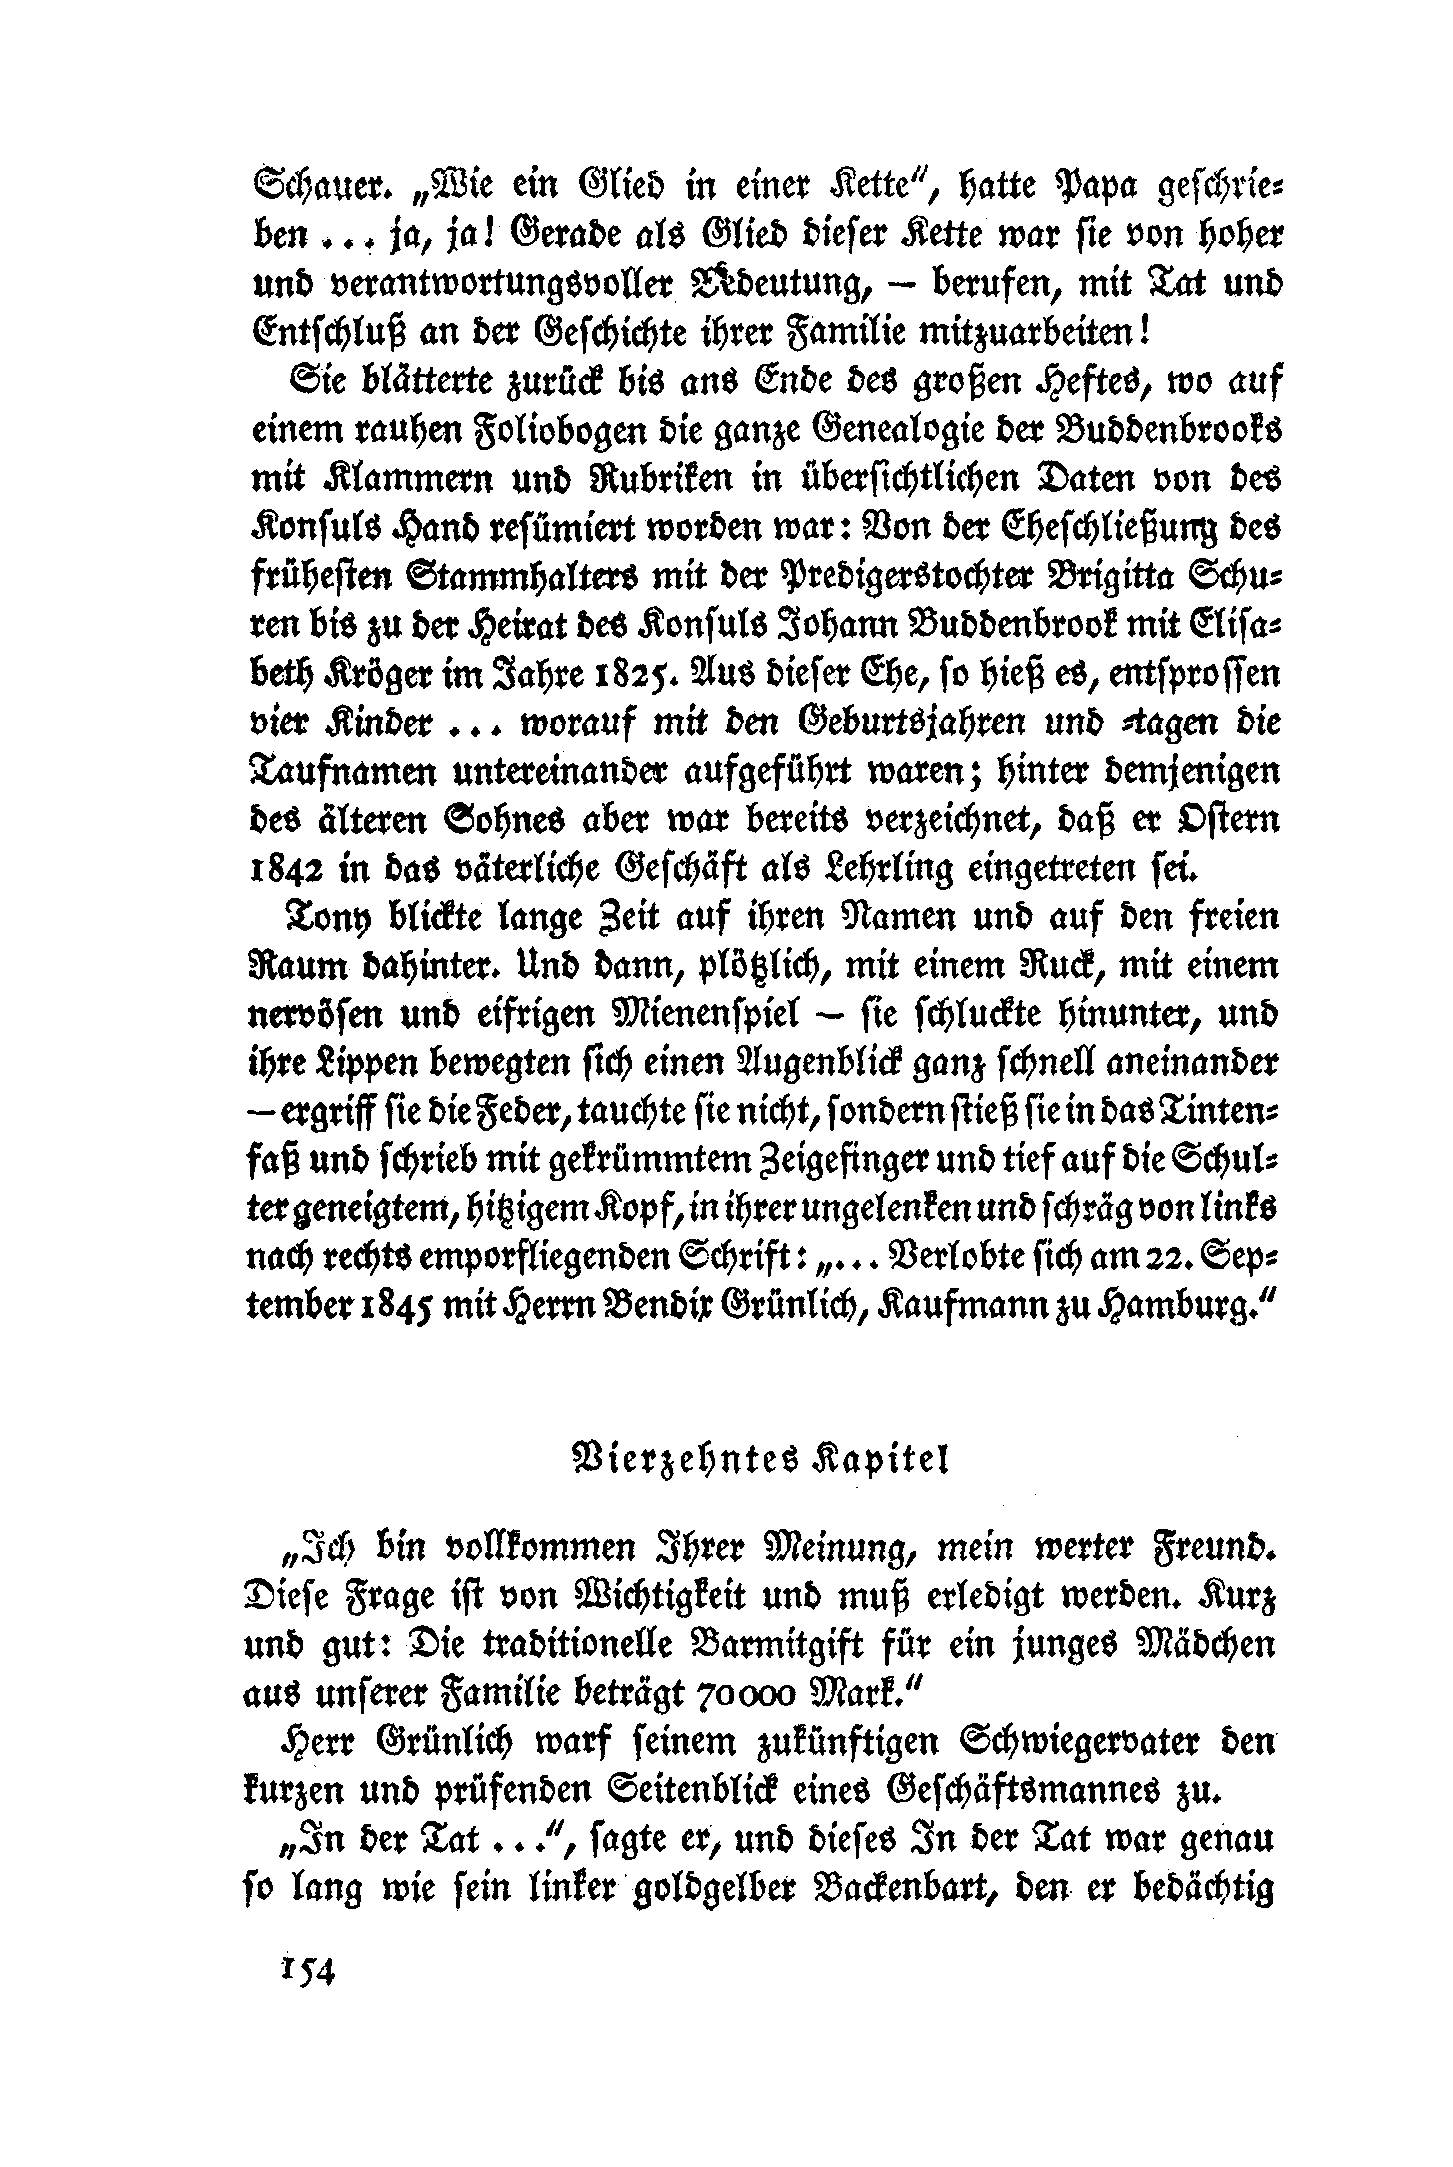 Schauer. „Wie ein Glied in einer Kette“, hatte Papa geschrie-
ben ... ja, ja! Gerade als Glied dieser Kette war sie von hoher
und verantwortungsvoller Bedeutung, — berufen, mit Tat und
Entschluß an der Geschichte ihrer Familie mitzuarbeiten!
Sie blätterte zurück bis ans Ende des großen Heftes, wo auf
einem rauhen Foliobogen die ganze Genealogie der Buddenbrooks
mit Klammern und Rubriken in übersichtlichen Daten von des
Konsuls Hand resümiert worden war: Von der Eheschließung des
frühesten Stammhalters mit der Predigerstochter Brigitta Schu-
ren bis zu der Heirat des Konsuls Johann Buddenbrook mit Elisa-
beth Kröger im Jahre 1825. Aus dieser Ehe, so hieß es, entsprossen
vier Kinder ... worauf mit den Geburtsjahren und -tagen die
Taufnamen untereinander aufgeführt waren; hinter demjenigen
des älteren Sohnes aber war bereits verzeichnet, daß er Ostern
1842 in das väterliche Geschäft als Lehrling eingetreten sei.
Tony blickte lange Zeit auf ihren Namen und auf den freien
Raum dahinter. Und dann, plötzlich, mit einem Ruck, mit einem
nervösen und eifrigen Mienenspiel — sie schluckte hinunter, und
ihre Lippen bewegten sich einen Augenblick ganz schnell aneinander
— ergriff sie die Feder, tauchte sie nicht, sondern stieß sie in das Tinten-
faß und schrieb mit gekrümmtem Zeigefinger und tief auf die Schul-
ter geneigtem, hitzigem Kopf, in ihrer ungelenken und schräg von links
nach rechts emporfliegenden Schrift: „... Verlobte sich am 22. Sep-
tember 1845 mit Herrn Bendix Grünlich, Kaufmann zu Hamburg.“
Vierzehntes Kapitel
„Ich bin vollkommen Ihrer Meinung, mein werter Freund.
Diese Frage ist von Wichtigkeit und muß erledigt werden. Kurz
und gut: Die traditionelle Barmitgift für ein junges Mädchen
aus unserer Familie beträgt 70000 Mark.“
Herr Grünlich warf seinem zukünftigen Schwiegervater den
kurzen und prüfenden Seitenblick eines Geschäftsmannes zu.
„In der Tat ...“, sagte er, und dieses In der Tat war genau
so lang wie sein linker goldgelber Backenbart, den er bedächtig
154